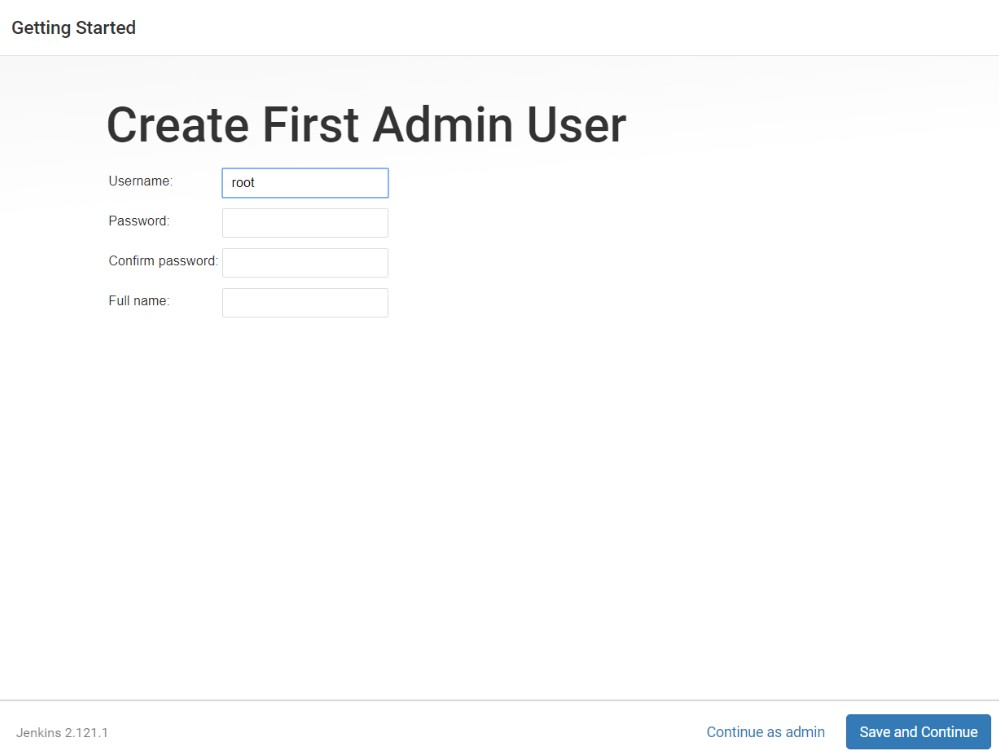 Getting Started
Create First Admin User
Username: root
Password:
Confirm password:
Full name:
Jenkins 2.121.1 Continue as admin Save and Continue